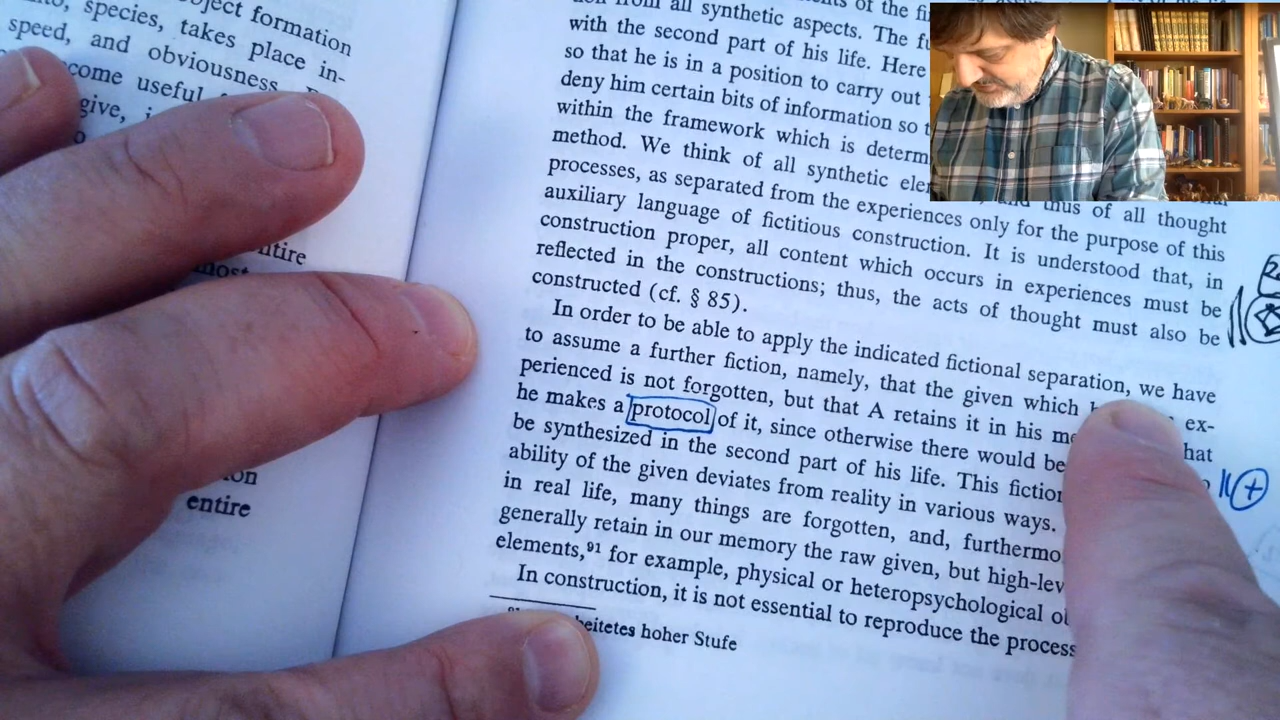 bject formation
species, takes place in-
speed, and obviousness.
come useful
give,
entire
ntire
most
on
entire
of the fi
from all synthetic aspects. The fu
with the second part of his life. Here
so that he is in a position to carry out
deny him certain bits of information so t
within the framework which is determ
method. We think of all synthetic ele thus of all thought
processes, as separated from the experiences only for the purpose of this
auxiliary language of fictitious construction. It is understood that, in
construction proper, all content which occurs in experiences must be
reflected in the constructions; thus, the acts of thought must also be
constructed (cf. § 85).
In order to be able to apply the indicated fictional separation, we have
to assume a further fiction, namely, that the given which ex-
perienced is not forgotten, but that A retains it in his me hat
he makes a protocol of it, since otherwise there would be
be synthesized in the second part of his life. This fiction
ability of the given deviates from reality in various ways.
in real life, many things are forgotten, and, furthermo
generally retain in our memory the raw given, but high-lev
elements,⁹¹ for example, physical or heteropsychological ob
In construction, it is not essential to reproduce the process
beitetes hoher Stufe